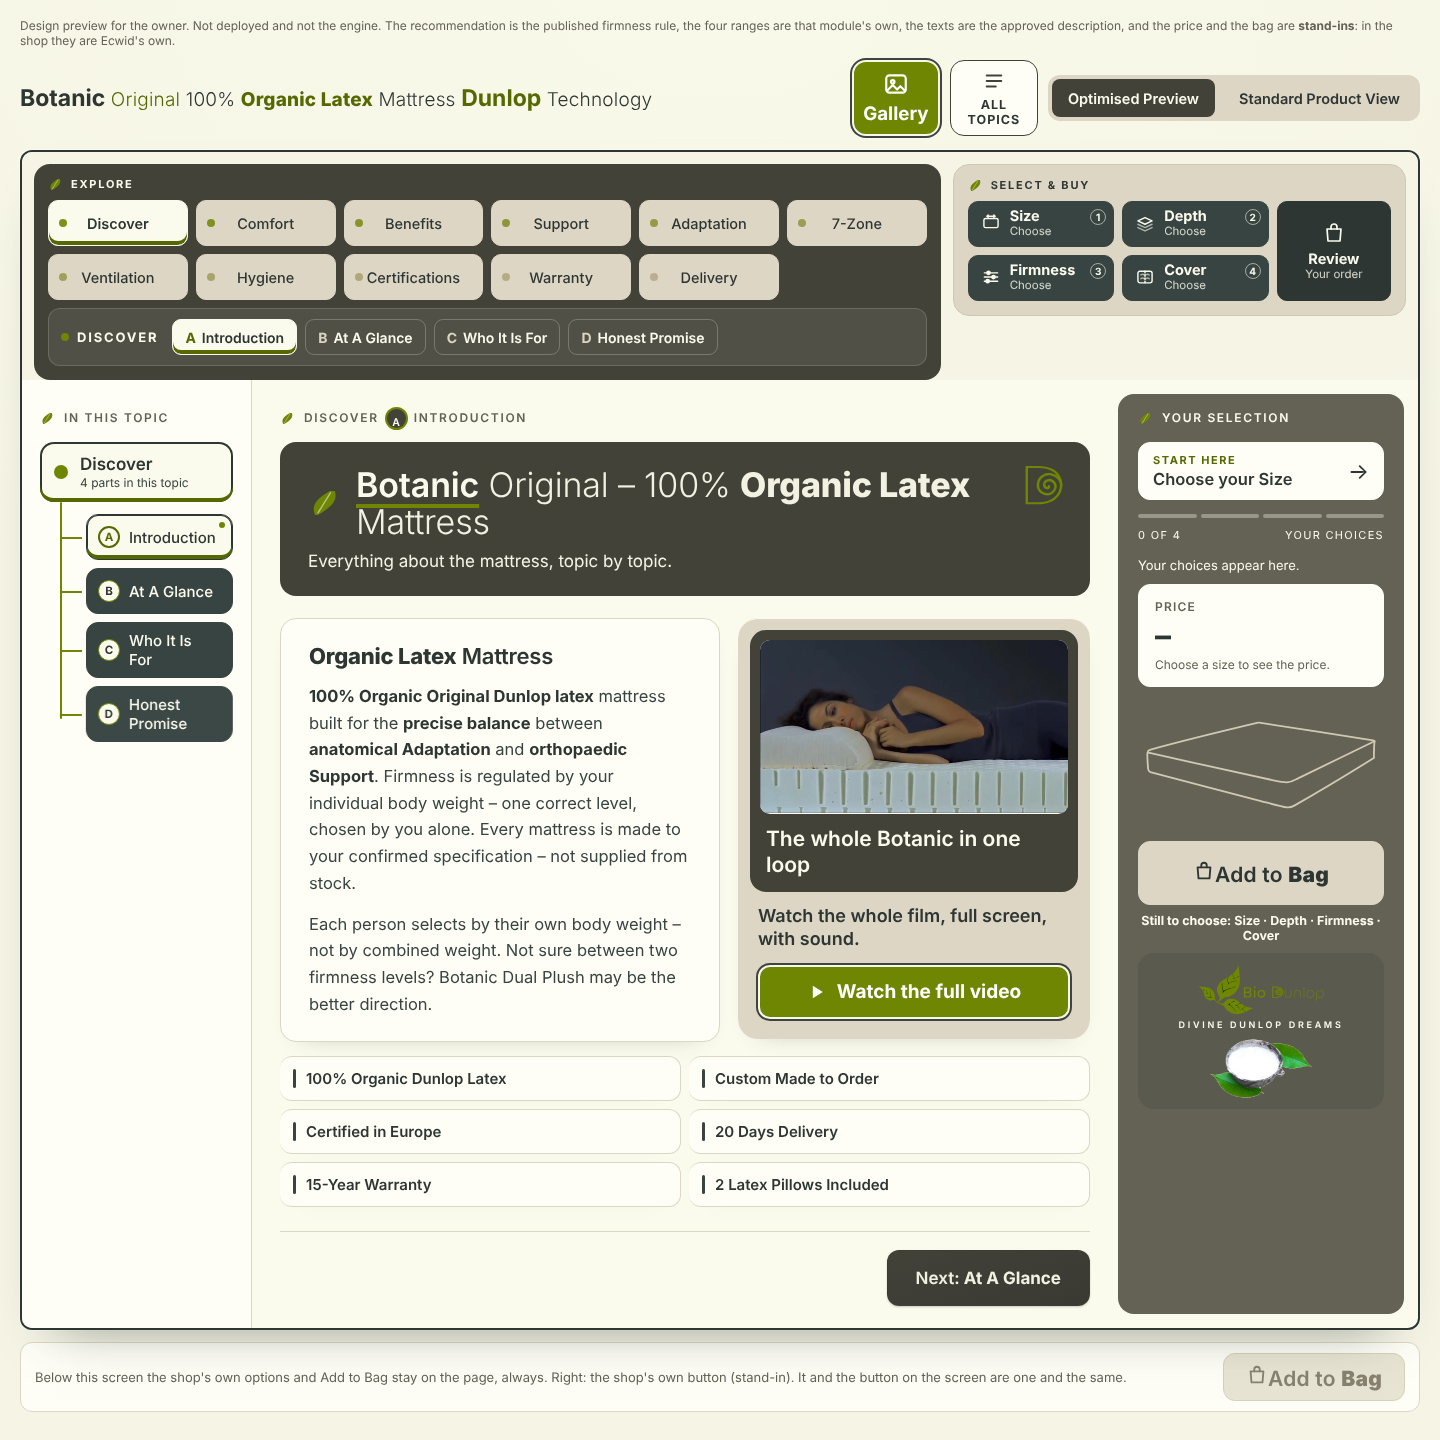 Design preview for the owner. Not deployed and not the engine. The recommendation is the published firmness rule, the four ranges are that module's own, the texts are the approved description, and the price and the bag are stand-ins: in the
shop they are Ecwid's own.
Botanic Original 100% Organic Latex Mattress Dunlop Technology
Gallery
ALL
TOPICS
Optimised Preview
Standard Product View
EXPLORE
Discover
Comfort
Benefits
Support
Adaptation
7-Zone
Ventilation
Hygiene
Certifications
Warranty
Delivery
DISCOVER
A Introduction
B At A Glance
C Who It Is For
D Honest Promise
SELECT & BUY
Size
Choose
1
Depth
Choose
2
Firmness
Choose
3
Cover
Choose
4
Review
Your order
IN THIS TOPIC
Discover
4 parts in this topic
A Introduction
B At A Glance
C Who It Is
For
D Honest
Promise
DISCOVER A INTRODUCTION
Botanic Original – 100% Organic Latex
Mattress
Everything about the mattress, topic by topic.
Organic Latex Mattress
100% Organic Original Dunlop latex mattress
built for the precise balance between
anatomical Adaptation and orthopaedic
Support. Firmness is regulated by your
individual body weight – one correct level,
chosen by you alone. Every mattress is made to
your confirmed specification – not supplied from
stock.
Each person selects by their own body weight –
not by combined weight. Not sure between two
firmness levels? Botanic Dual Plush may be the
better direction.
The whole Botanic in one
loop
Watch the whole film, full screen,
with sound.
Watch the full video
100% Organic Dunlop Latex
Custom Made to Order
Certified in Europe
20 Days Delivery
15-Year Warranty
2 Latex Pillows Included
Next: At A Glance
YOUR SELECTION
START HERE
Choose your Size
0 OF 4
YOUR CHOICES
Your choices appear here.
PRICE
–
Choose a size to see the price.
Add to Bag
Still to choose: Size · Depth · Firmness ·
Cover
Bio Dunlop
DIVINE DUNLOP DREAMS
Below this screen the shop's own options and Add to Bag stay on the page, always. Right: the shop's own button (stand-in). It and the button on the screen are one and the same.
Add to Bag